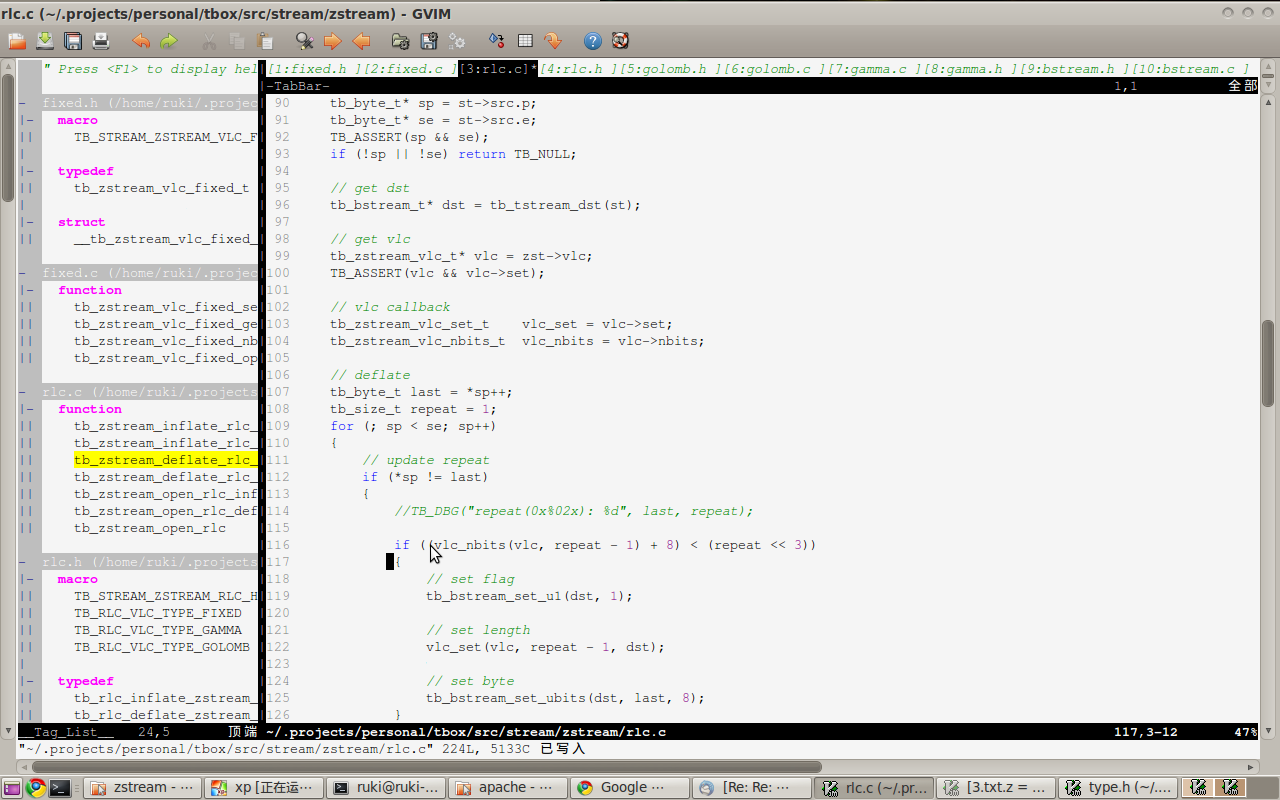 rlc.c (~/.projects/personal/tbox/src/stream/zstream) - GVIM
" Press <F1> to display hel
fixed.h (/home/ruki/.projec
macro
TB_STREAM_ZSTREAM_VLC_F
typedef
tb_zstream_vlc_fixed_t
struct
__tb_zstream_vlc_fixed_
fixed.c (/home/ruki/.projec
function
tb_zstream_vlc_fixed_se
tb_zstream_vlc_fixed_ge
tb_zstream_vlc_fixed_nb
tb_zstream_vlc_fixed_op
rlc.c (/home/ruki/.projects
function
tb_zstream_inflate_rlc_
tb_zstream_inflate_rlc_
tb_zstream_deflate_rlc_
tb_zstream_deflate_rlc_
tb_zstream_open_rlc_inf
tb_zstream_open_rlc_def
tb_zstream_open_rlc
rlc.h (/home/ruki/.projects
macro
TB_STREAM_ZSTREAM_RLC_H
TB_RLC_VLC_TYPE_FIXED
TB_RLC_VLC_TYPE_GAMMA
TB_RLC_VLC_TYPE_GOLOMB
typedef
tb_rlc_inflate_zstream_
tb_rlc_deflate_zstream_
__Tag_List__ 24,5 顶端
[1:fixed.h ][2:fixed.c ][3:rlc.c]*[4:rlc.h ][5:golomb.h ][6:golomb.c ][7:gamma.c ][8:gamma.h ][9:bstream.h ][10:bstream.c ]
-TabBar- 1,1 全部
90 tb_byte_t* sp = st->src.p;
91 tb_byte_t* se = st->src.e;
92 TB_ASSERT(sp && se);
93 if (!sp || !se) return TB_NULL;
94
95 // get dst
96 tb_bstream_t* dst = tb_tstream_dst(st);
97
98 // get vlc
99 tb_zstream_vlc_t* vlc = zst->vlc;
100 TB_ASSERT(vlc && vlc->set);
101
102 // vlc callback
103 tb_zstream_vlc_set_t vlc_set = vlc->set;
104 tb_zstream_vlc_nbits_t vlc_nbits = vlc->nbits;
105
106 // deflate
107 tb_byte_t last = *sp++;
108 tb_size_t repeat = 1;
109 for (; sp < se; sp++)
110 {
111 // update repeat
112 if (*sp != last)
113 {
114 //TB_DBG("repeat(0x%02x): %d", last, repeat);
115
116 if ((vlc_nbits(vlc, repeat - 1) + 8) < (repeat << 3))
117 {
118 // set flag
119 tb_bstream_set_u1(dst, 1);
120
121 // set length
122 vlc_set(vlc, repeat - 1, dst);
123
124 // set byte
125 tb_bstream_set_ubits(dst, last, 8);
126 }
~/.projects/personal/tbox/src/stream/zstream/rlc.c 117,3-12 47%
"~/.projects/personal/tbox/src/stream/zstream/rlc.c" 224L, 5133C 已写入
zstream - ···
xp [正在运···
ruki@ruki-···
apache - ···
Google ···
[Re: Re: ···
rlc.c (~/.pr···
[3.txt.z = ···
type.h (~/.···